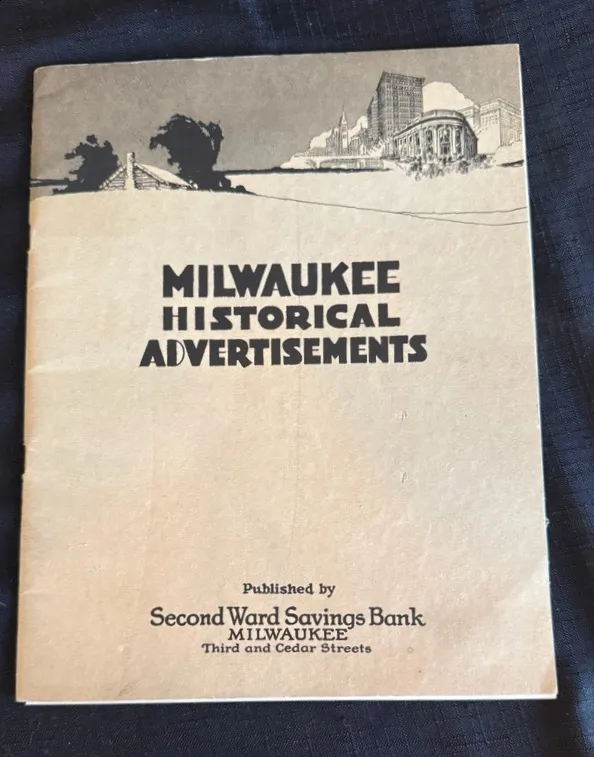 MILWAUKEE
HISTORICAL
ADVERTISEMENTS
Published by
Second Ward Savings Bank
MILWAUKEE
Third and Cedar Streets